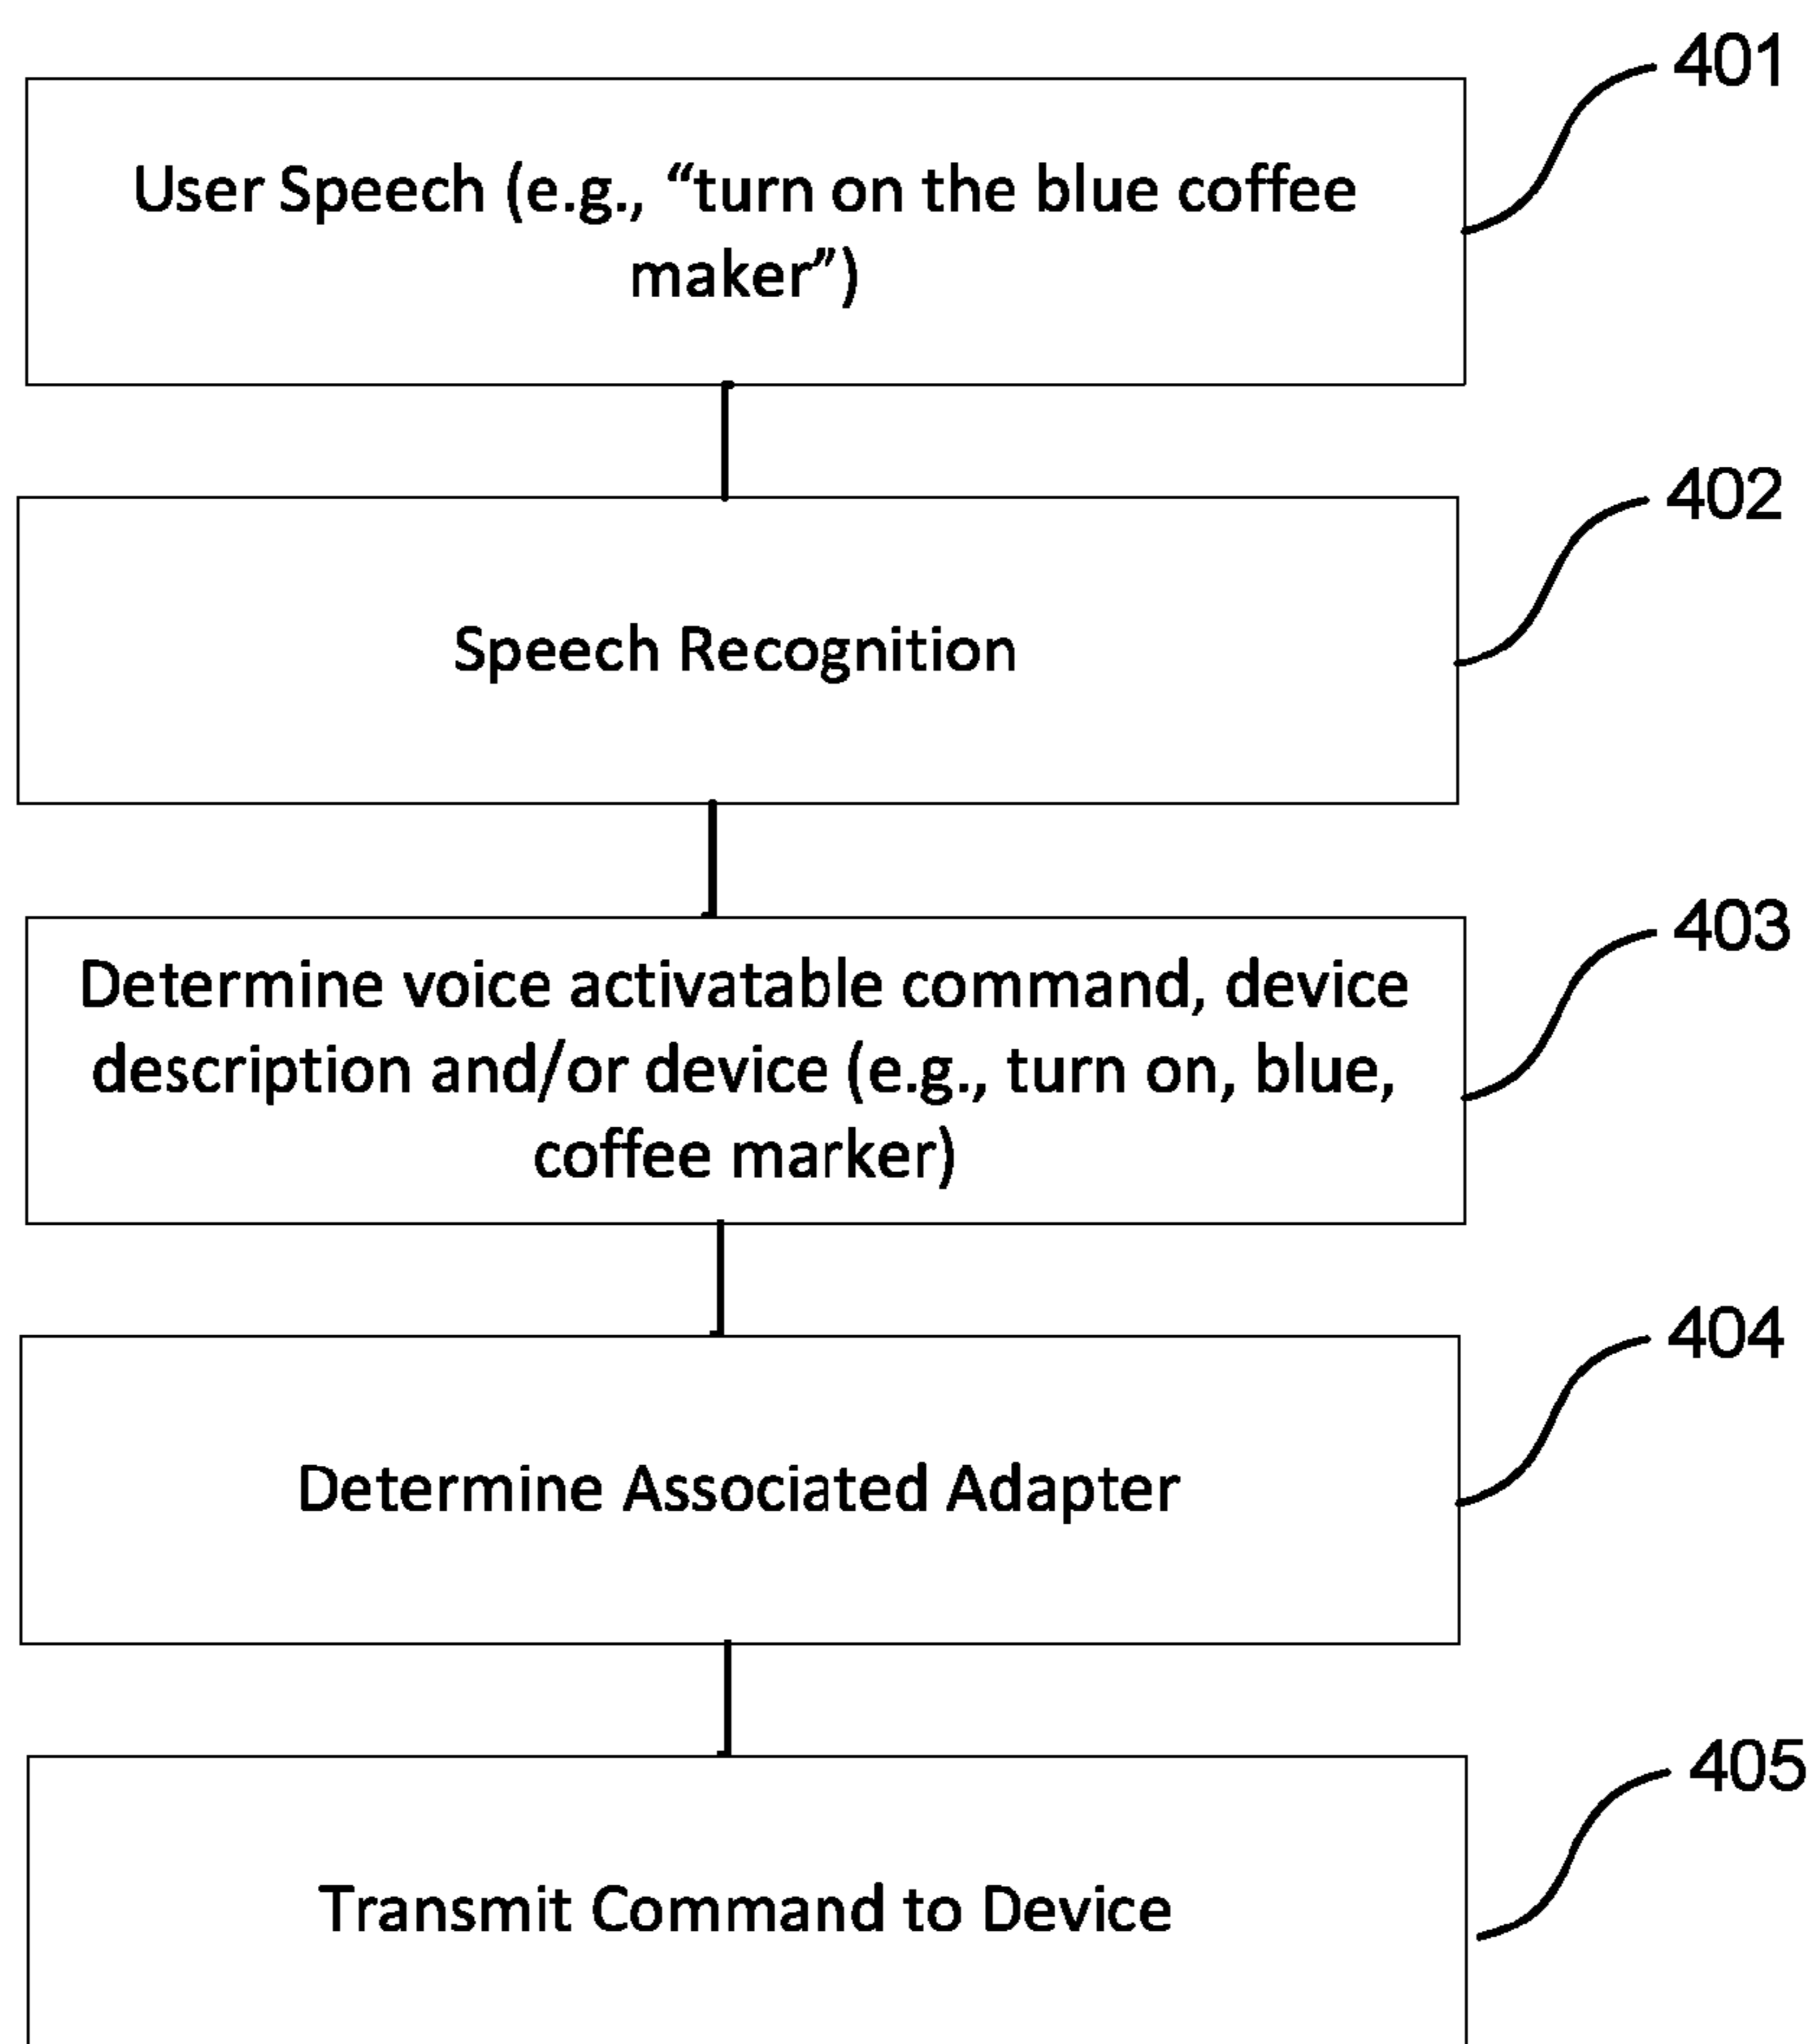 401
User Speech (e.g., “turn on the blue coffee
maker”)
402
Speech Recognition
403
Determine voice activatable command, device
description and/or device (e.g., turn on, blue,
coffee marker)
404
Determine Associated Adapter
405
Transmit Command to Device